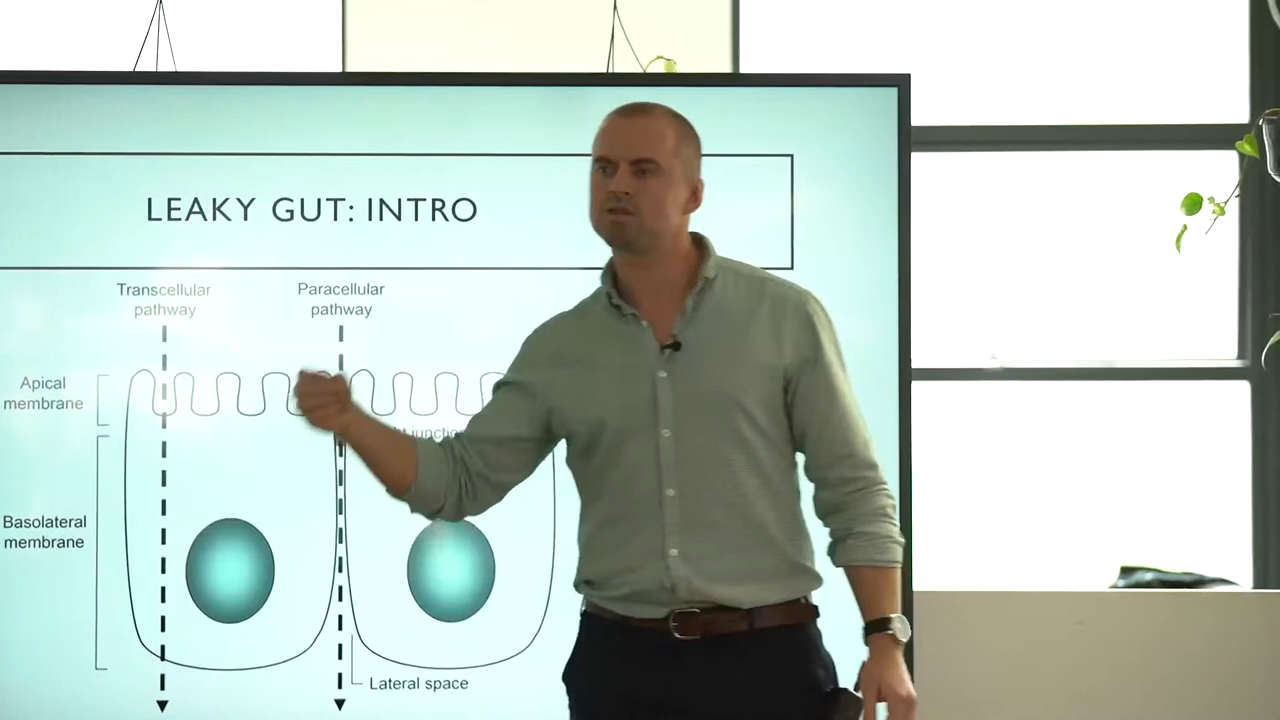 LEAKY GUT: INTRO
Transcellular
pathway
Paracellular
pathway
Apical
membrane
Basolateral
membrane
Lateral space